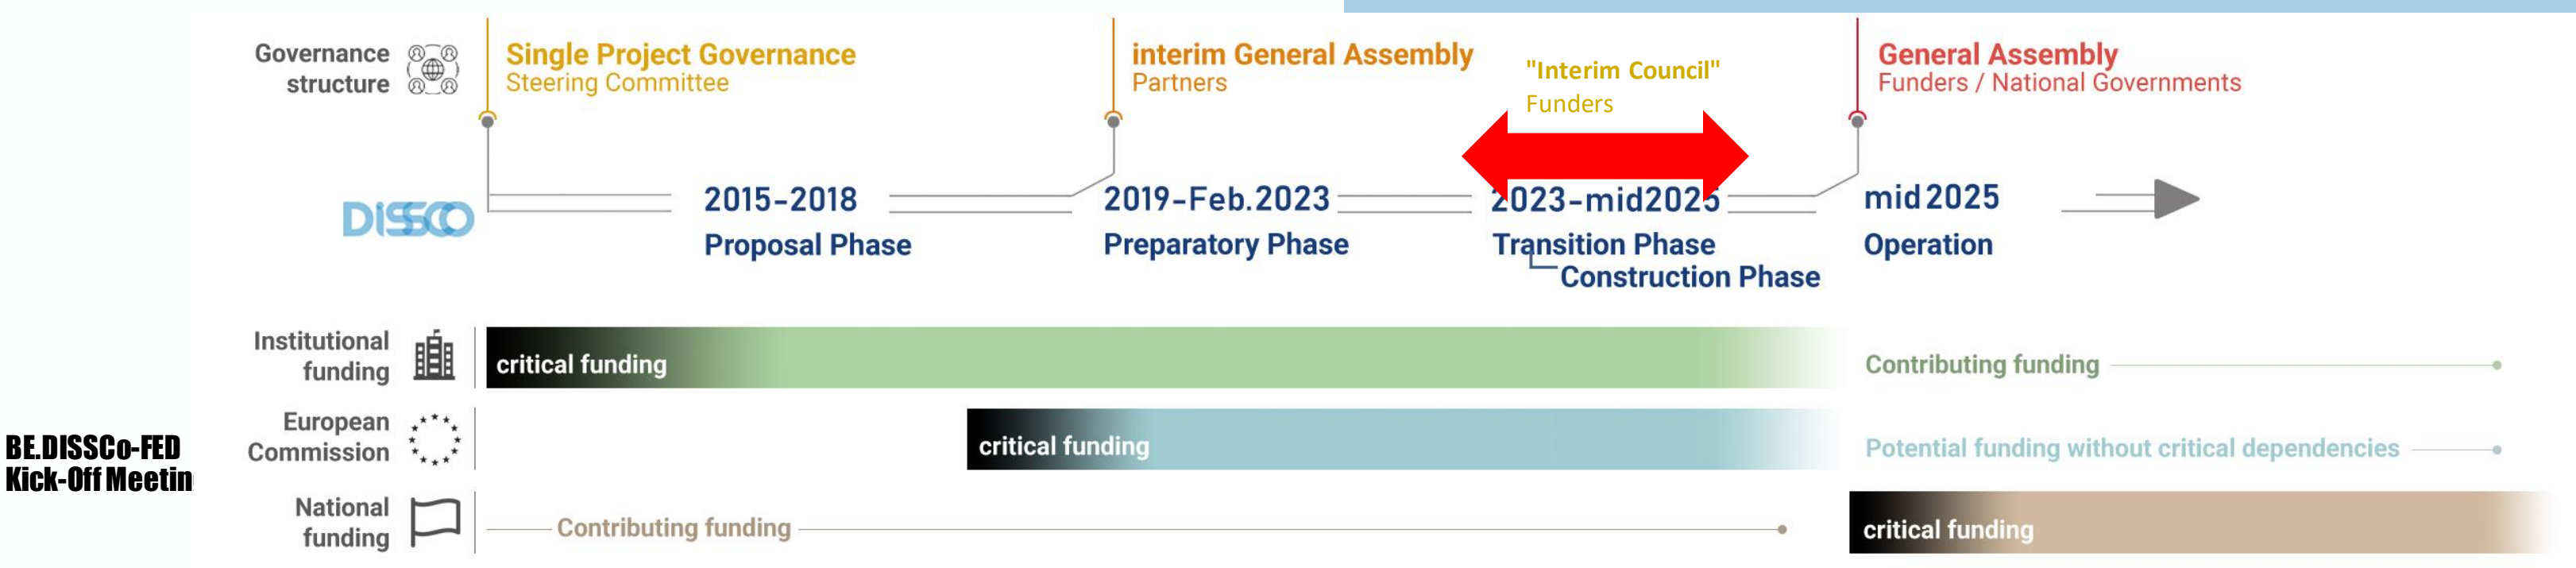 Governance
structure
Single Project Governance
Steering Committee
interim General Assembly
Partners
"Interim Council"
Funders
General Assembly
Funders / National Governments
DiSSCO
2015-2018
Proposal Phase
2019-Feb.2023
Preparatory Phase
2023-mid2025
Transition Phase
Construction Phase
mid 2025
Operation
Institutional
funding
critical funding
Contributing funding
European
Commission
critical funding
Potential funding without critical dependencies
BE.DISSCo-FED
Kick-Off Meetin
National
funding
Contributing funding
critical funding